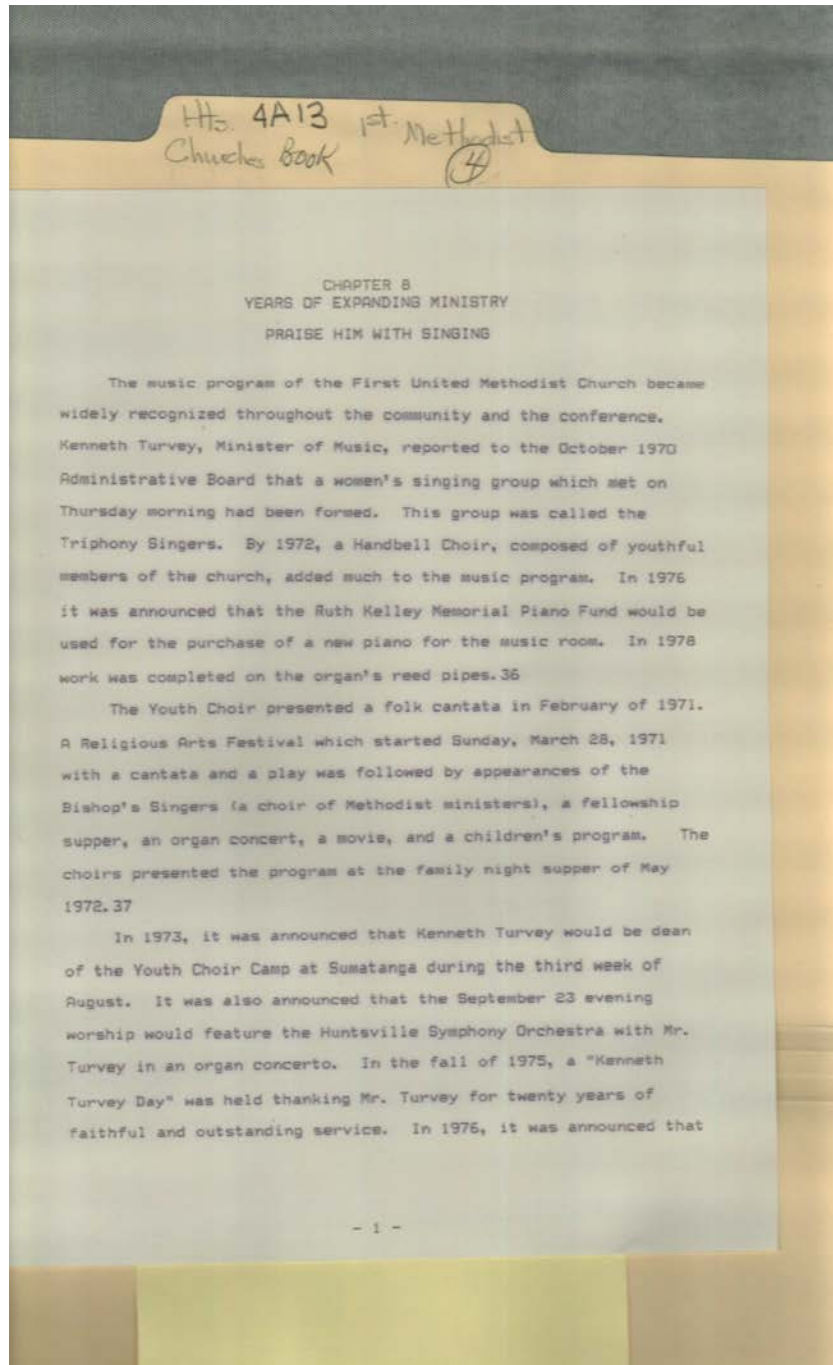 Hts. 4A13 1st. Methodist
Churches Book 4
CHAPTER 8
YEARS OF EXPANDING MINISTRY
PRAISE HIM WITH SINGING
The music program of the First United Methodist Church became
widely recognized throughout the community and the conference.
Kenneth Turvey, Minister of Music, reported to the October 1970
Administrative Board that a women's singing group which met on
Thursday morning had been formed. This group was called the
Triphony Singers. By 1972, a Handbell Choir, composed of youthful
members of the church, added much to the music program. In 1976
it was announced that the Ruth Kelley Memorial Piano Fund would be
used for the purchase of a new piano for the music room. In 1978
work was completed on the organ's reed pipes.36
The Youth Choir presented a folk cantata in February of 1971.
A Religious Arts Festival which started Sunday, March 28, 1971
with a cantata and a play was followed by appearances of the
Bishop's Singers (a choir of Methodist ministers), a fellowship
supper, an organ concert, a movie, and a children's program. The
choirs presented the program at the family night supper of May
1972.37
In 1973, it was announced that Kenneth Turvey would be dean
of the Youth Choir Camp at Sumatanga during the third week of
August. It was also announced that the September 23 evening
worship would feature the Huntsville Symphony Orchestra with Mr.
Turvey in an organ concerto. In the fall of 1975, a "Kenneth
Turvey Day" was held thanking Mr. Turvey for twenty years of
faithful and outstanding service. In 1976, it was announced that
- 1 -